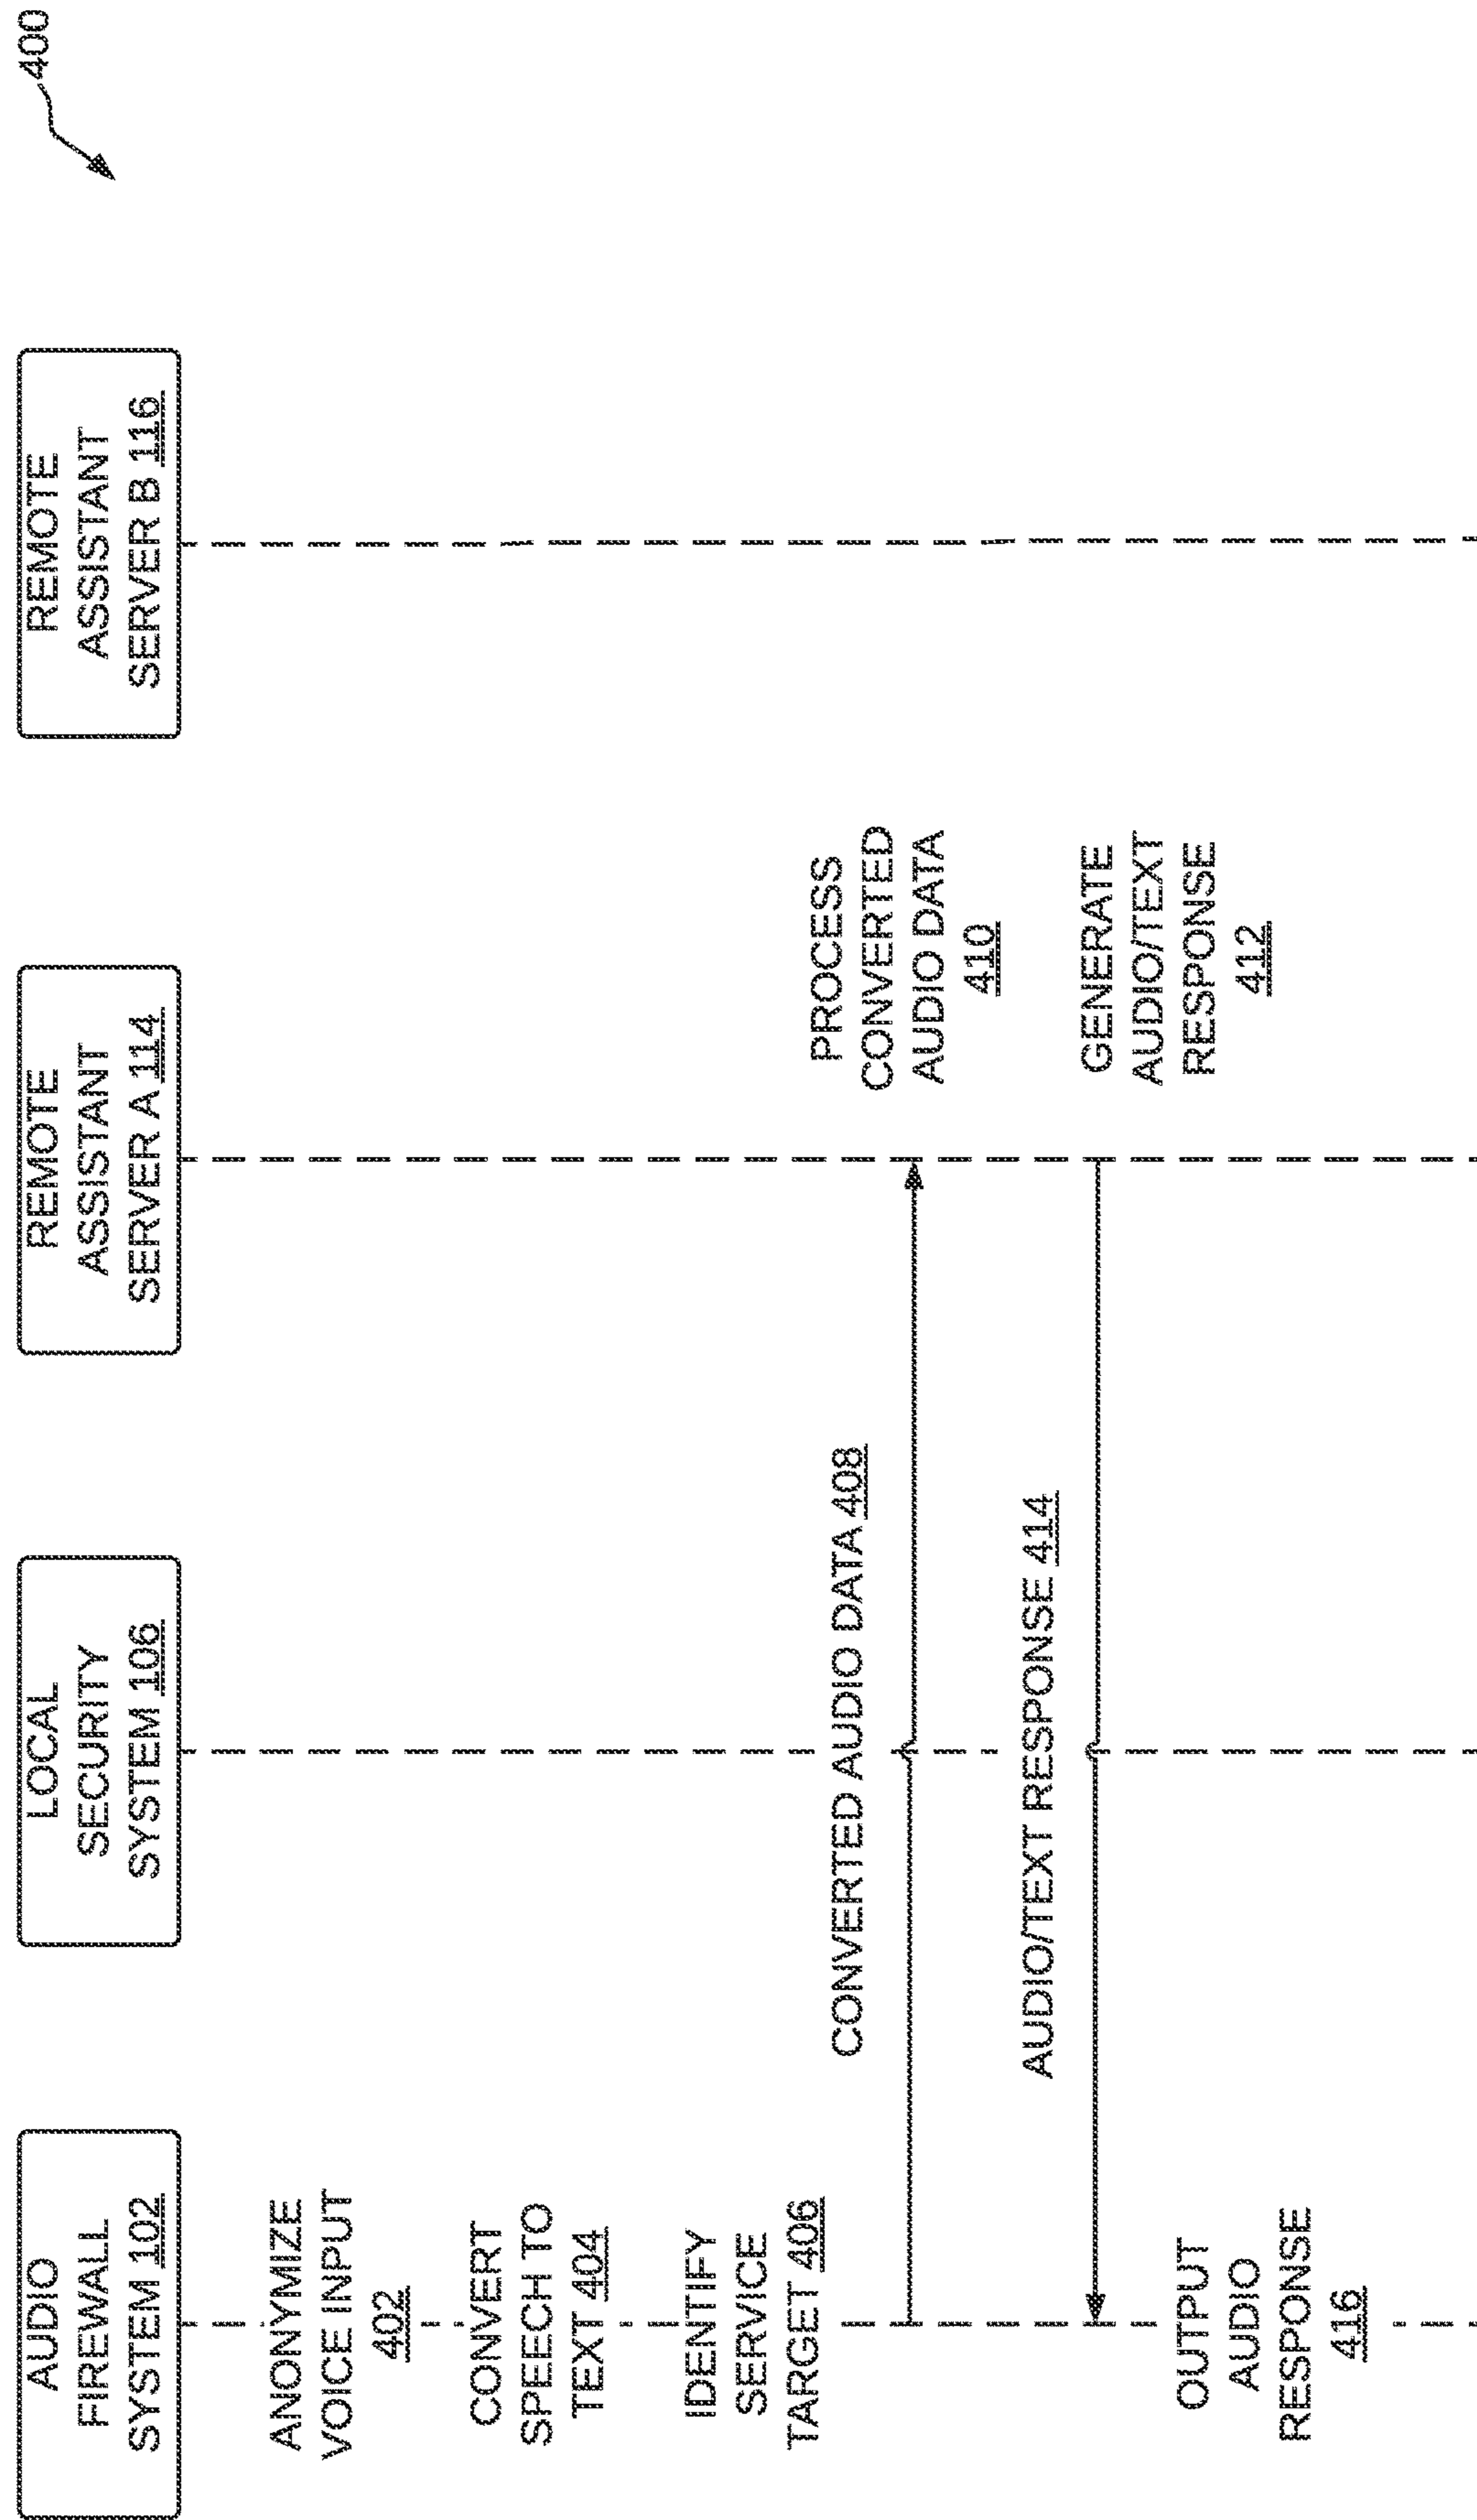 400
AUDIO
FIREWALL
SYSTEM 102
LOCAL
SECURITY
SYSTEM 106
REMOTE
ASSISTANT
SERVER A 114
REMOTE
ASSISTANT
SERVER B 116
ANONYMIZE
VOICE INPUT
402
CONVERT
SPEECH TO
TEXT 404
IDENTIFY
SERVICE
TARGET 406
CONVERTED AUDIO DATA 408
PROCESS
CONVERTED
AUDIO DATA
410
GENERATE
AUDIO/TEXT
RESPONSE
412
AUDIO/TEXT RESPONSE 414
OUTPUT
AUDIO
RESPONSE
416